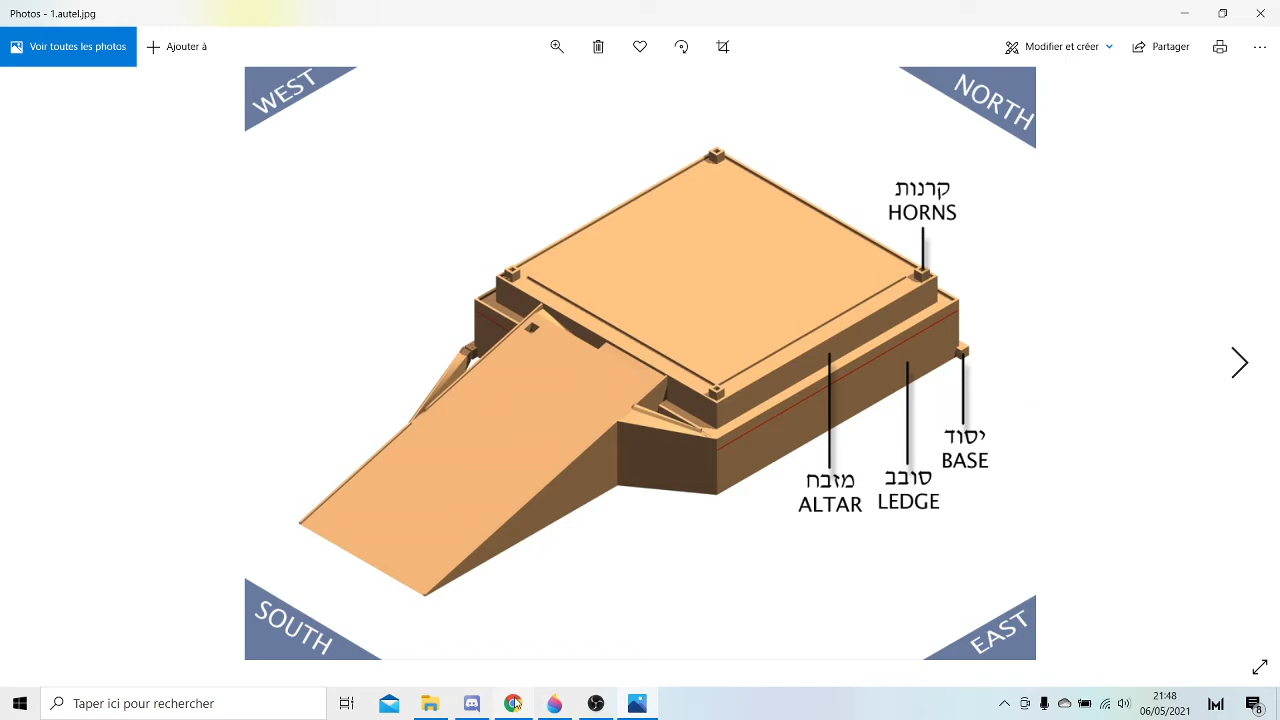 Photos - 1.autel.jpg
Voir toutes les photos
Ajouter à
Modifier et créer
Partager
WEST
NORTH
קרנות
HORNS
יסוד
BASE
מזבח
ALTAR
סובב
LEDGE
SOUTH
EAST
Taper ici pour rechercher
21:48
06/05/2021
8